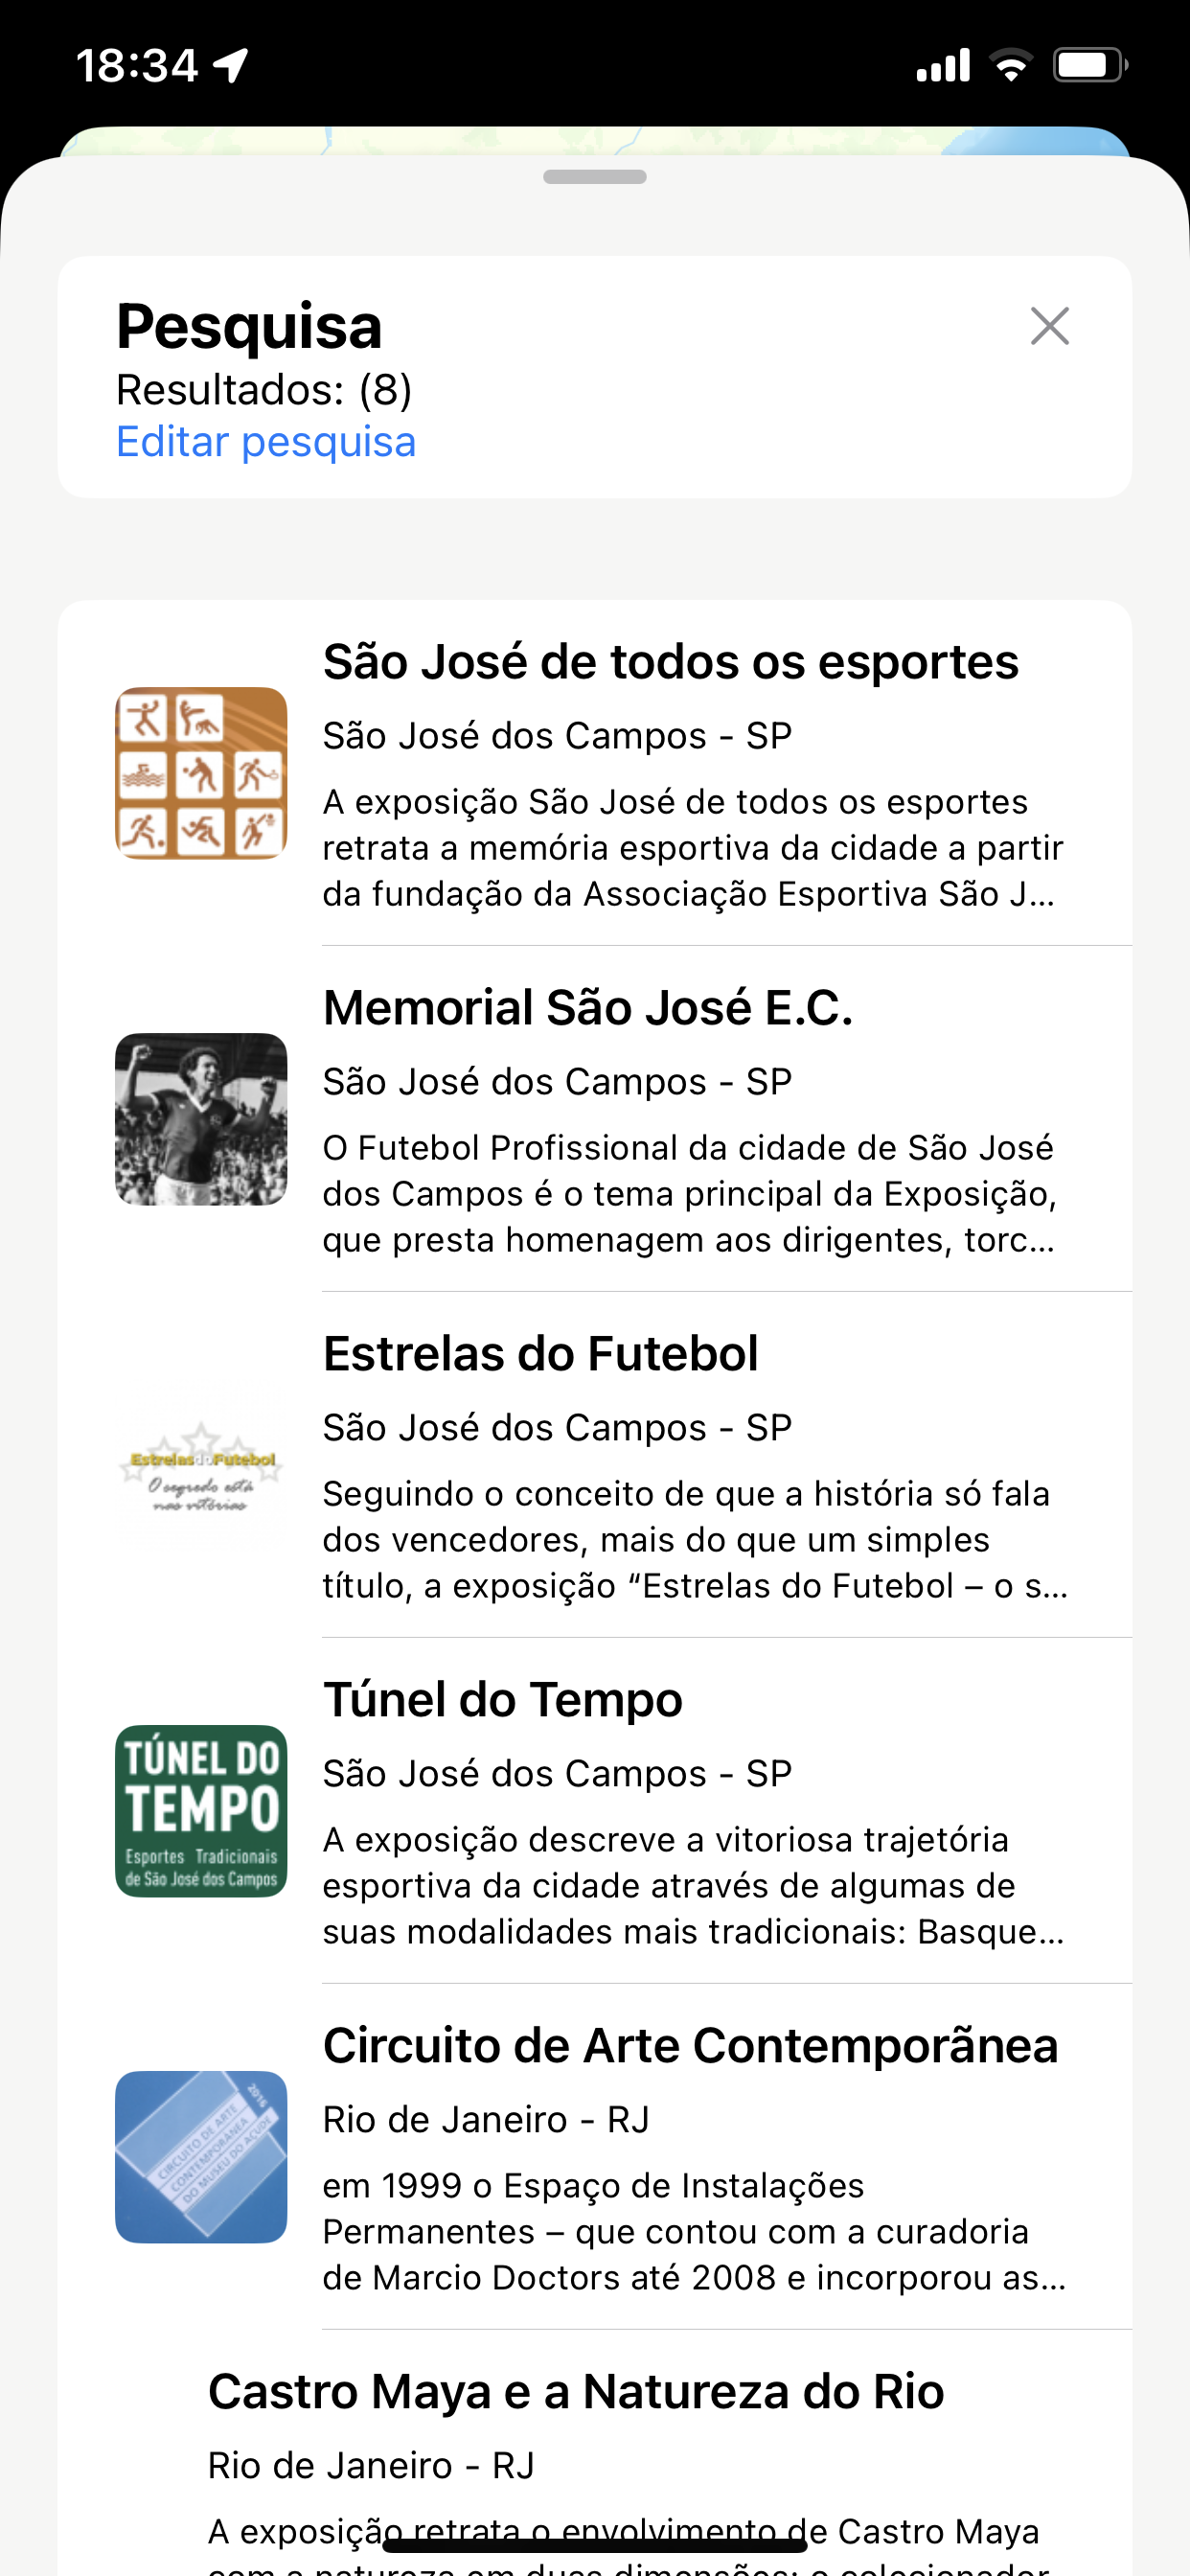 18:34
Pesquisa
Resultados: (8)
Editar pesquisa
São José de todos os esportes
São José dos Campos - SP
A exposição São José de todos os esportes
retrata a memória esportiva da cidade a partir
da fundação da Associação Esportiva São J...
Memorial São José E.C.
São José dos Campos - SP
O Futebol Profissional da cidade de São José
dos Campos é o tema principal da Exposição,
que presta homenagem aos dirigentes, torc...
EstrelasdoFutebol
O segredo está
nas vitórias
Estrelas do Futebol
São José dos Campos - SP
Seguindo o conceito de que a história só fala
dos vencedores, mais do que um simples
título, a exposição “Estrelas do Futebol – o s...
TÚNEL DO
TEMPO
Esportes Tradicionais
de São José dos Campos
Túnel do Tempo
São José dos Campos - SP
A exposição descreve a vitoriosa trajetória
esportiva da cidade através de algumas de
suas modalidades mais tradicionais: Basque...
2016
CIRCUITO DE ARTE
CONTEMPORÂNEA
DO MUSEU DO AÇUDE
Circuito de Arte Contemporãnea
Rio de Janeiro - RJ
em 1999 o Espaço de Instalações
Permanentes – que contou com a curadoria
de Marcio Doctors até 2008 e incorporou as...
Castro Maya e a Natureza do Rio
Rio de Janeiro - RJ
A exposição retrata o envolvimento de Castro Maya
com a natureza em duas dimensões: o colecionador